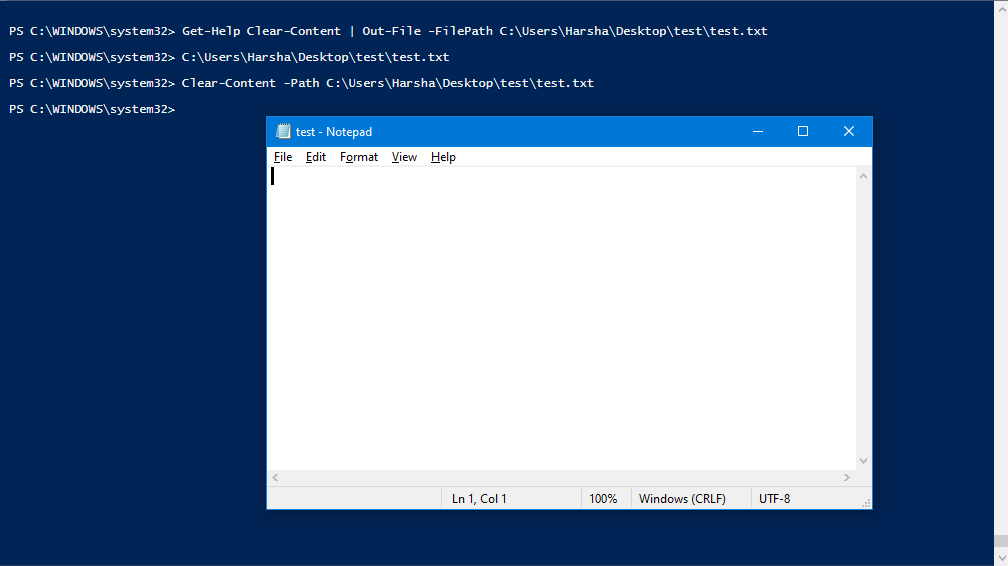 PS C:\WINDOWS\system32> Get-Help Clear-Content | Out-File -FilePath C:\Users\Harsha\Desktop\test\test.txt
PS C:\WINDOWS\system32> C:\Users\Harsha\Desktop\test\test.txt
PS C:\WINDOWS\system32> Clear-Content -Path C:\Users\Harsha\Desktop\test\test.txt
PS C:\WINDOWS\system32>
test - Notepad
File Edit Format View Help
Ln 1, Col 1 100% Windows (CRLF) UTF-8